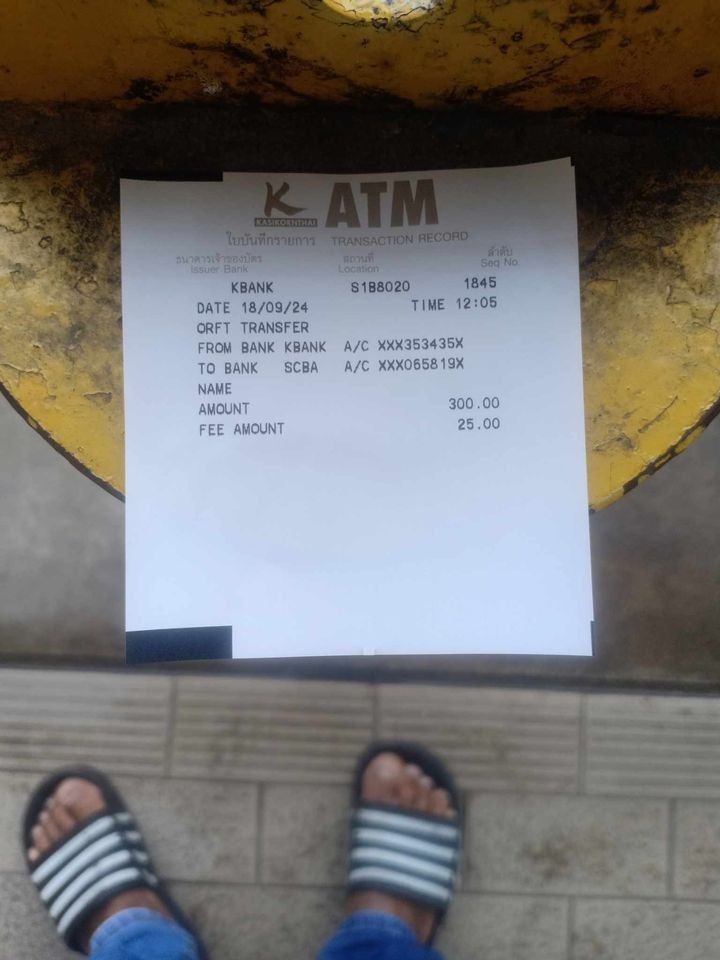 K ATM
KASIKORNTHAI
ใบบันทึกรายการ TRANSACTION RECORD
ธนาคารเจ้าของบัตร สถานที่ ลำดับ
Issuer Bank Location Seq No.
KBANK S1B8020 1845
DATE 18/09/24 TIME 12:05
ORFT TRANSFER
FROM BANK KBANK A/C XXX353435X
TO BANK SCBA A/C XXX065819X
NAME
AMOUNT 300.00
FEE AMOUNT 25.00